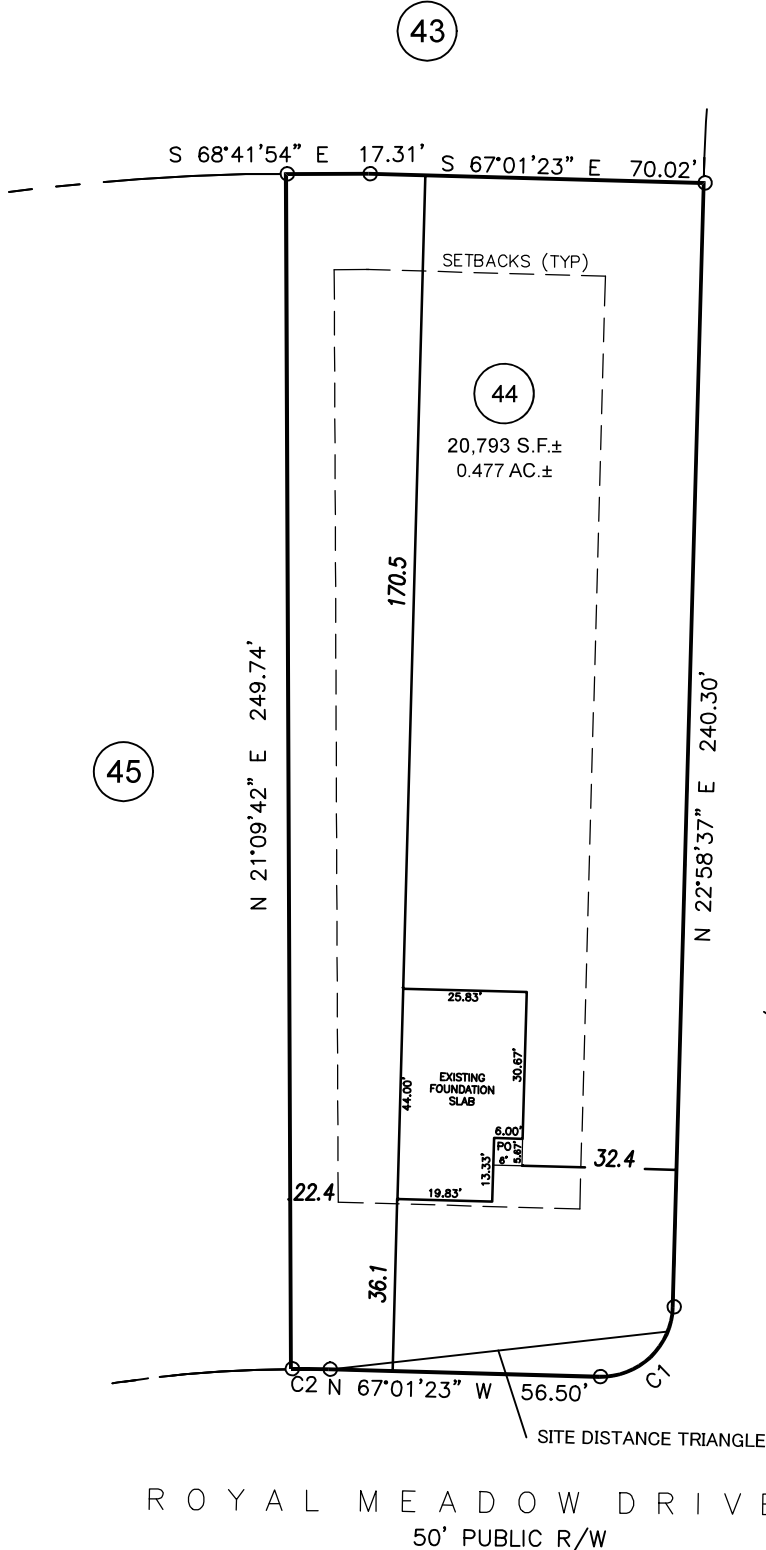 43
S 68°41'54" E 17.31'
S 67°01'23" E 70.02'
SETBACKS (TYP)
44
20,793 S.F.±
0.477 AC.±
170.5
N 21°09'42" E 249.74'
N 22°58'37" E 240.30'
45
25.83'
30.67'
EXISTING
FOUNDATION
SLAB
44.00'
6.00'
PO
6"
5.67'
13.33'
32.4
19.83'
22.4
36.1
C2
N 67°01'23" W 56.50'
C1
SITE DISTANCE TRIANGLE
ROYAL MEADOW DRIVE
50' PUBLIC R/W